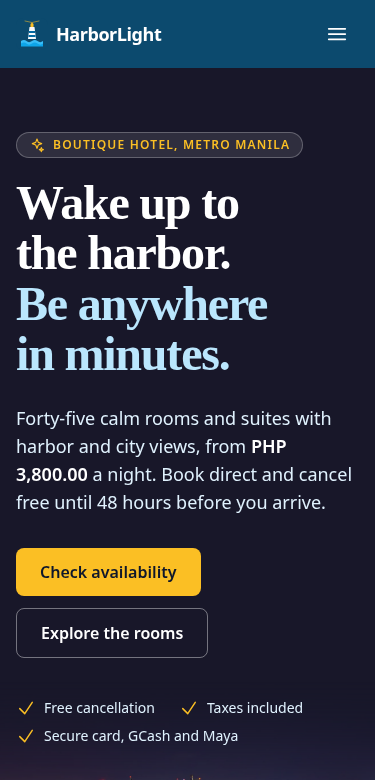 HarborLight
BOUTIQUE HOTEL, METRO MANILA
Wake up to
the harbor.
Be anywhere
in minutes.
Forty-five calm rooms and suites with
harbor and city views, from PHP
3,800.00 a night. Book direct and cancel
free until 48 hours before you arrive.
Check availability
Explore the rooms
Free cancellation
Taxes included
Secure card, GCash and Maya